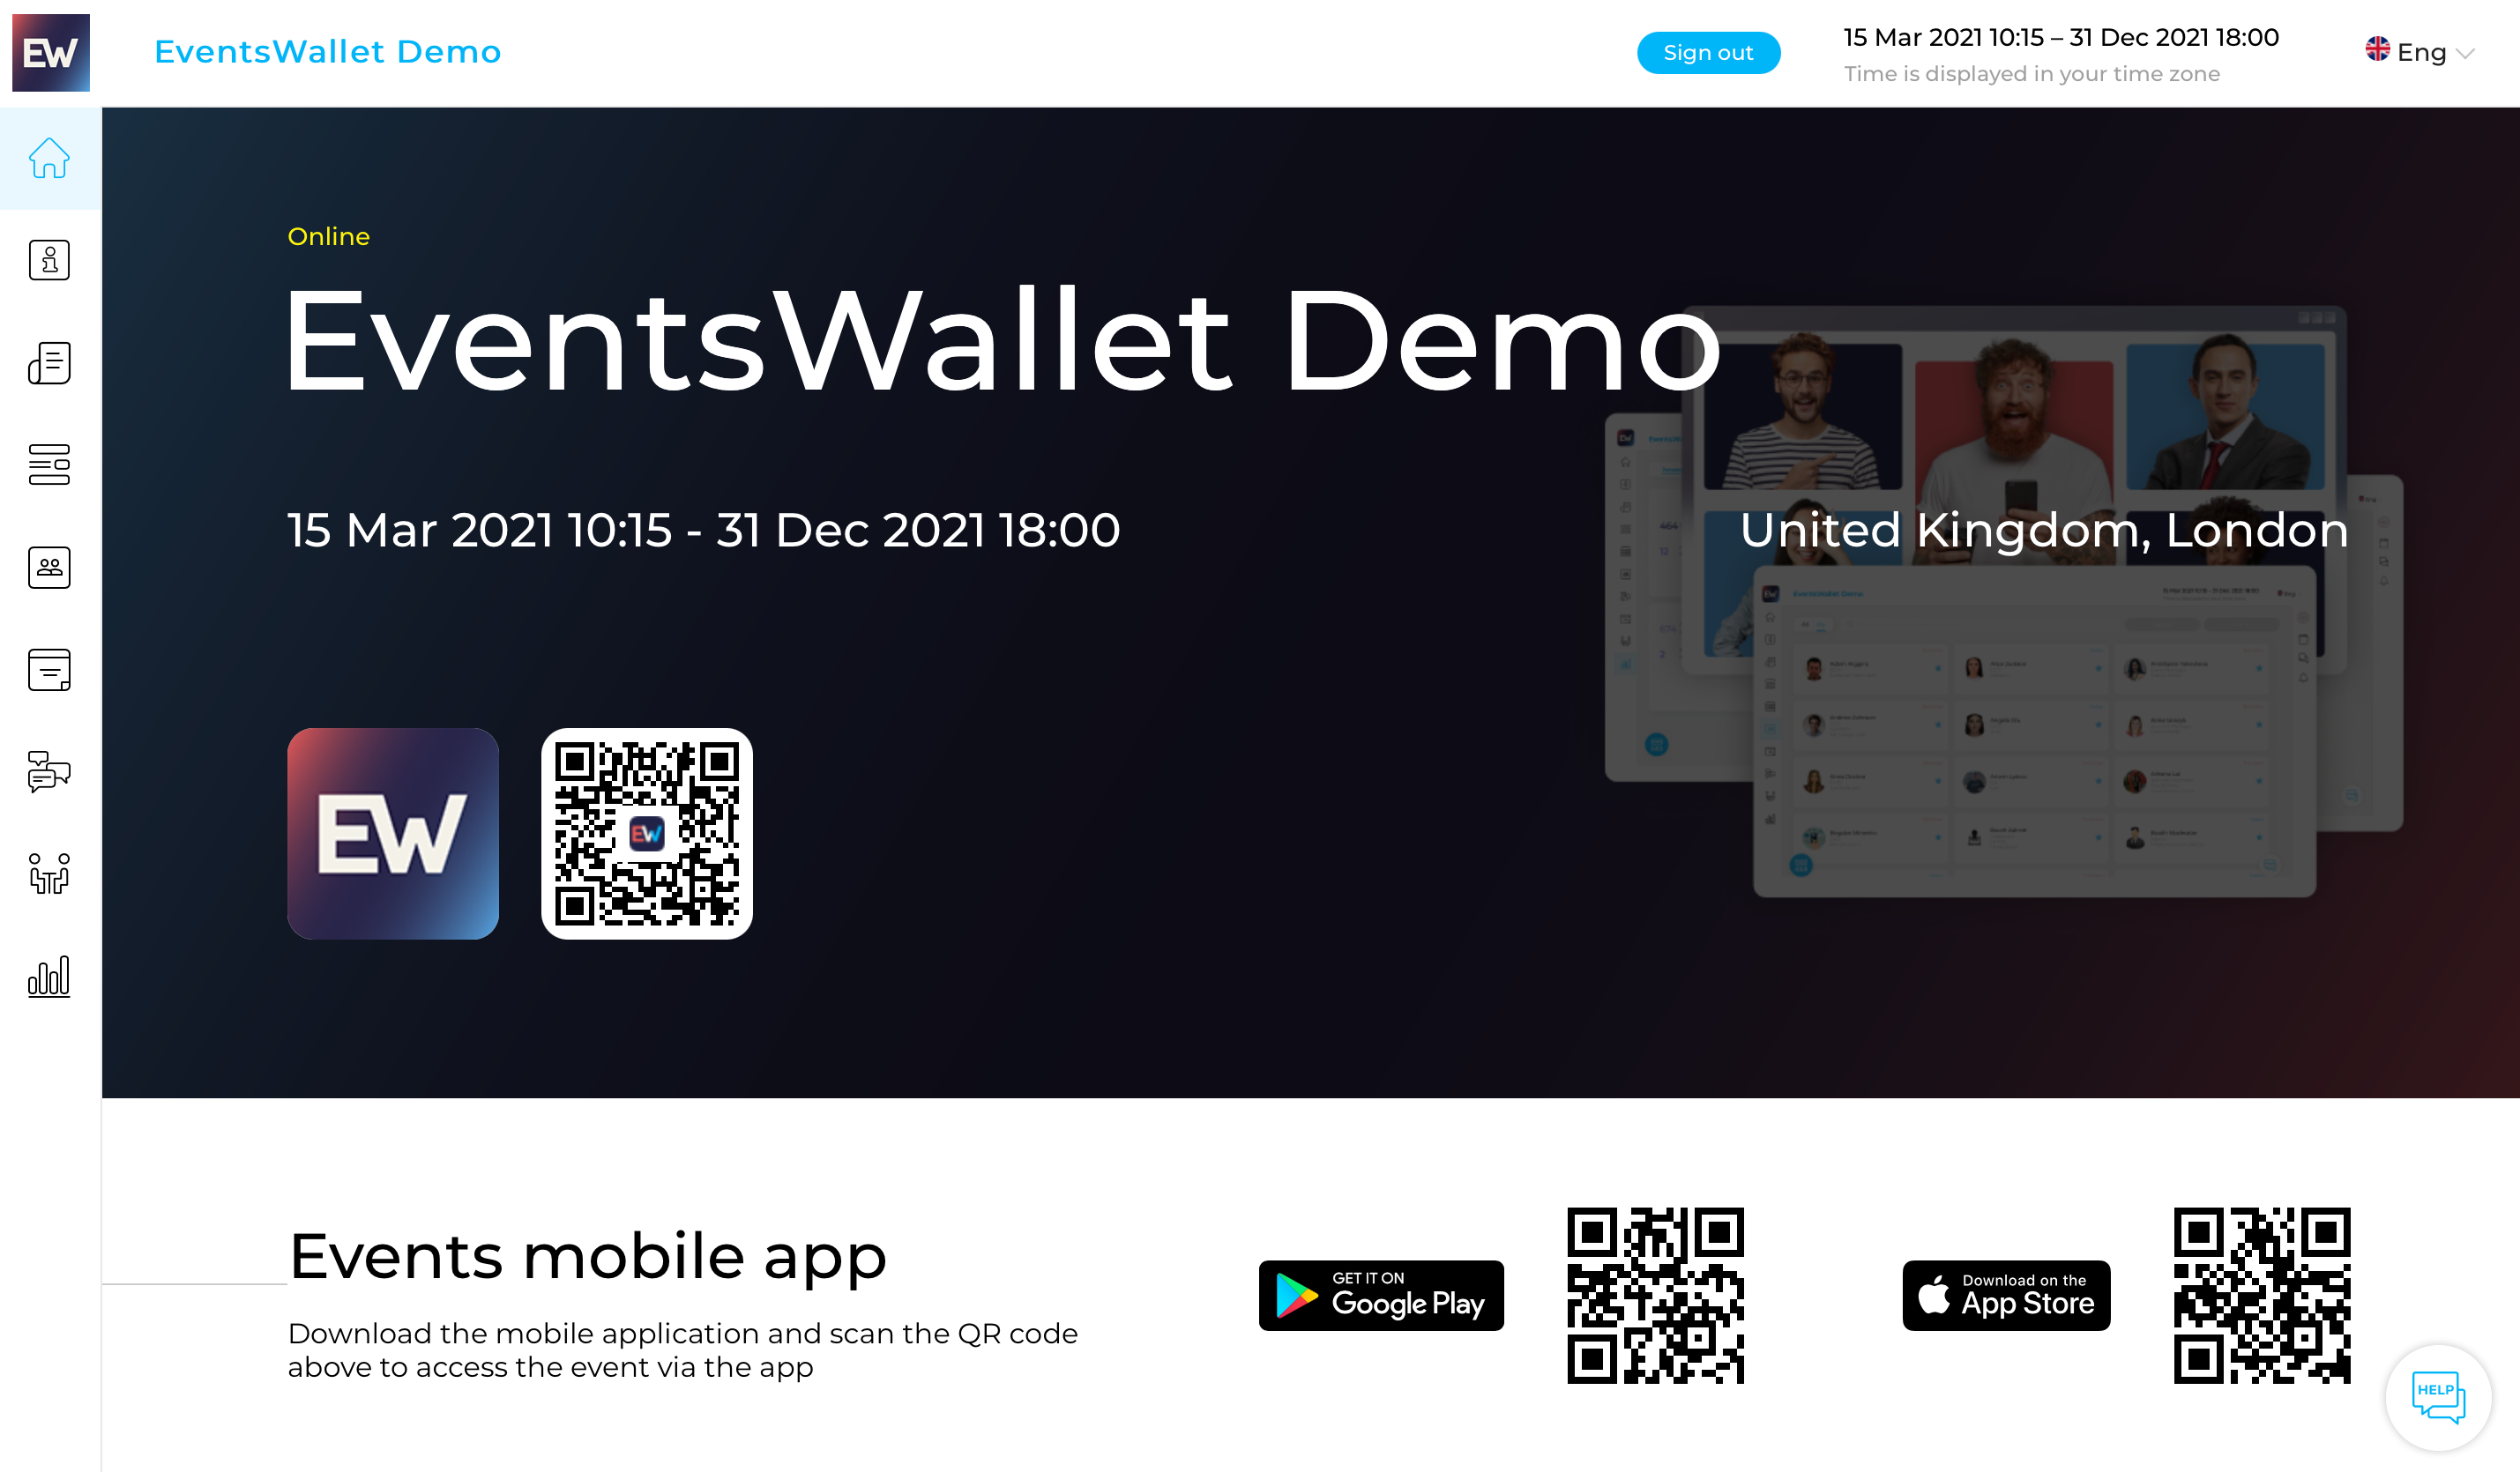 EW
EventsWallet Demo
Sign out
15 Mar 2021 10:15 – 31 Dec 2021 18:00
Time is displayed in your time zone
Eng
Online
EventsWallet Demo
15 Mar 2021 10:15 - 31 Dec 2021 18:00
United Kingdom, London
EW
EW
EventsWallet Demo
Events mobile app
Download the mobile application and scan the QR code
above to access the event via the app
GET IT ON
Google Play
Download on the
App Store
HELP